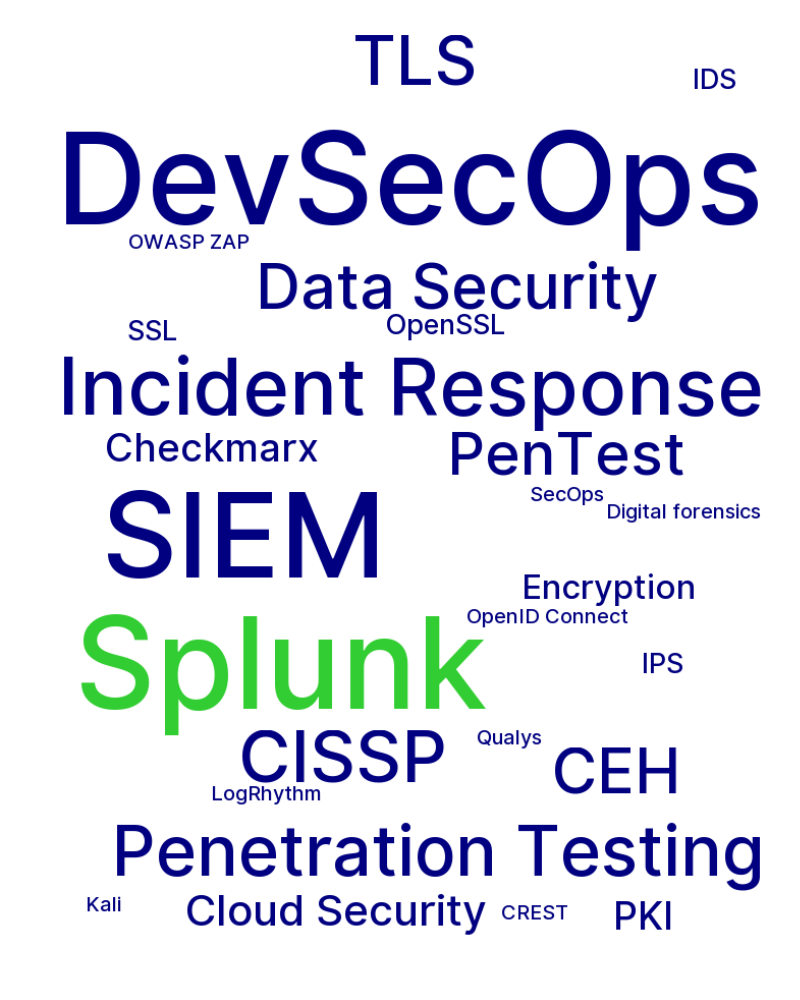 TLS
IDS
DevSecOps
OWASP ZAP
Data Security
SSL
OpenSSL
Incident Response
Checkmarx
PenTest
SecOps
Digital forensics
SIEM
Encryption
OpenID Connect
Splunk
IPS
CISSP
Qualys
CEH
LogRhythm
Penetration Testing
Kali
Cloud Security
CREST
PKI